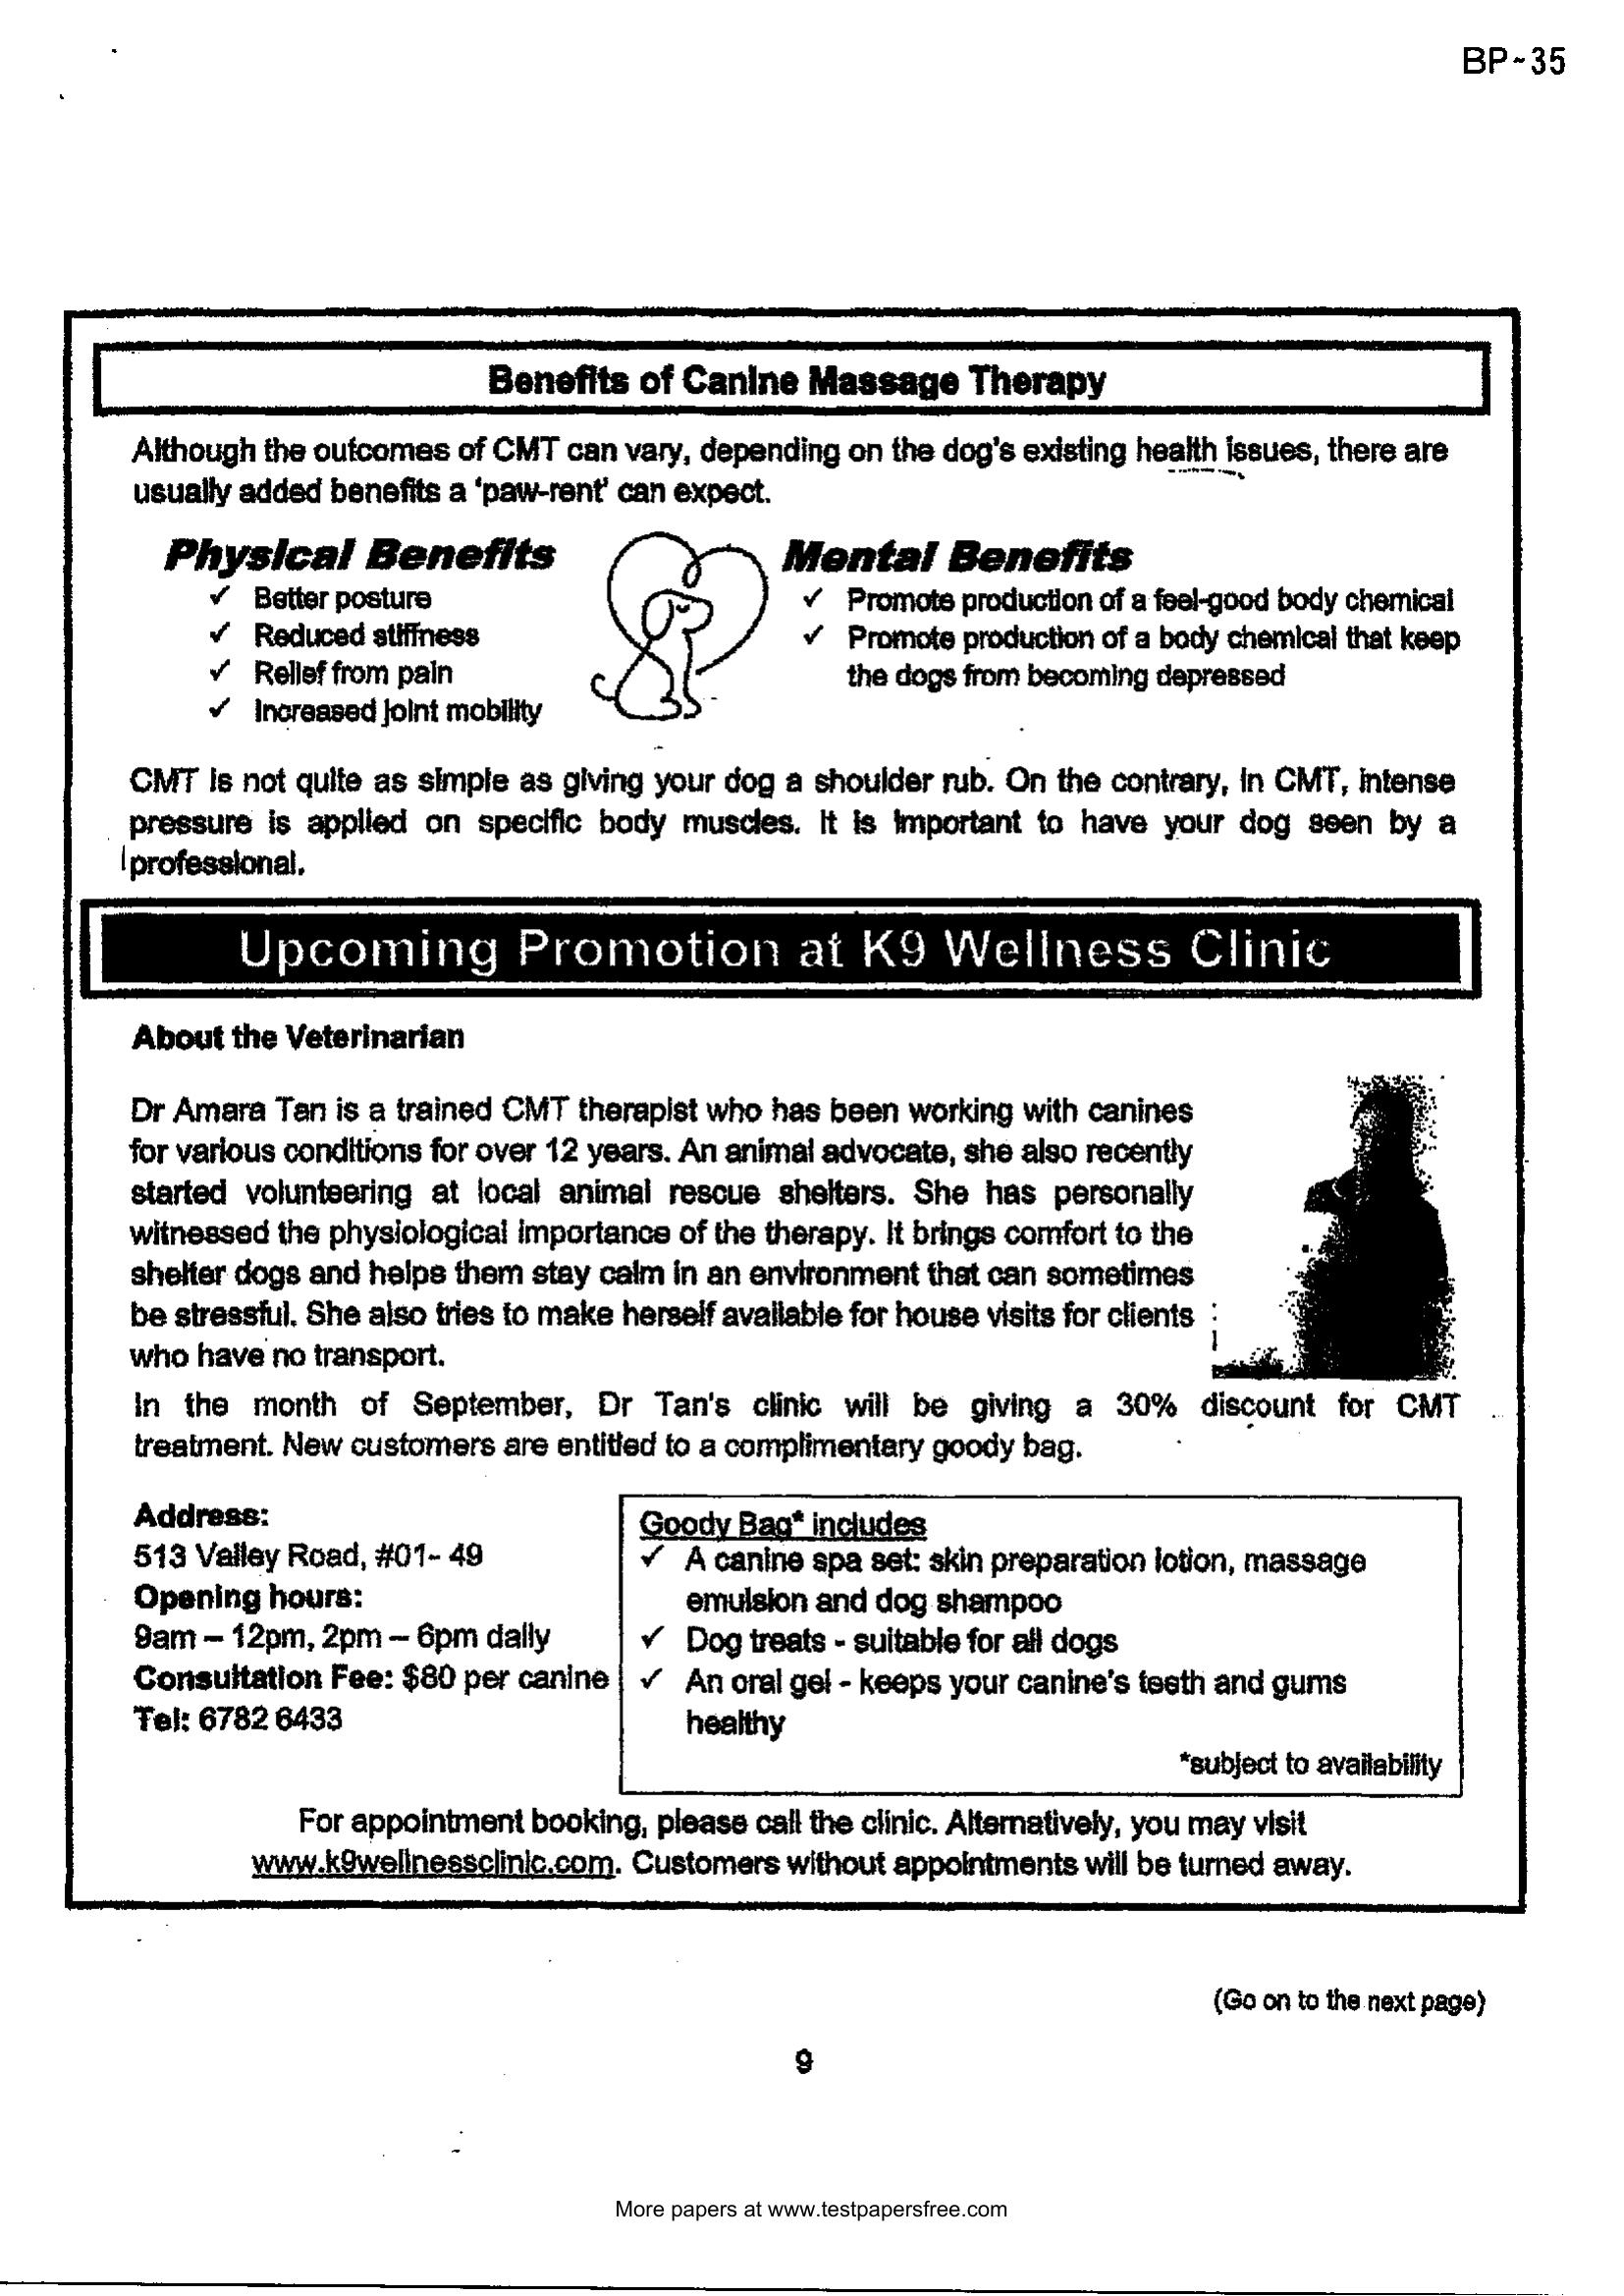 BP~35
Benefits of Canine Massage Therapy
Although the outcomes of CMT can vary, depending on the dog's existing health issues, there are
usually added benefits a 'paw-rent' can expect.
Physical Benefits
✓ Better posture
✓ Reduced stiffness
✓ Relief from pain
✓ Increased joint mobility
Mental Benefits
✓ Promote production of a feel-good body chemical
✓ Promote production of a body chemical that keep
the dogs from becoming depressed
CMT is not quite as simple as giving your dog a shoulder rub. On the contrary, in CMT, intense
pressure is applied on specific body muscles. It is important to have your dog seen by a
professional.
Upcoming Promotion at K9 Wellness Clinic
About the Veterinarian
Dr Amara Tan is a trained CMT therapist who has been working with canines
for various conditions for over 12 years. An animal advocate, she also recently
started volunteering at local animal rescue shelters. She has personally
witnessed the physiological importance of the therapy. It brings comfort to the
shelter dogs and helps them stay calm in an environment that can sometimes
be stressful. She also tries to make herself available for house visits for clients
who have no transport.
In the month of September, Dr Tan's clinic will be giving a 30% discount for CMT
treatment. New customers are entitled to a complimentary goody bag.
Address:
513 Valley Road, #01- 49
Opening hours:
9am – 12pm, 2pm – 6pm daily
Consultation Fee: $80 per canine
Tel: 6782 6433
Goody Bag* includes
✓ A canine spa set: skin preparation lotion, massage
emulsion and dog shampoo
✓ Dog treats - suitable for all dogs
✓ An oral gel - keeps your canine's teeth and gums
healthy
*subject to availability
For appointment booking, please call the clinic. Alternatively, you may visit
www.k9wellnessclinic.com. Customers without appointments will be turned away.
(Go on to the next page)
9
More papers at www.testpapersfree.com